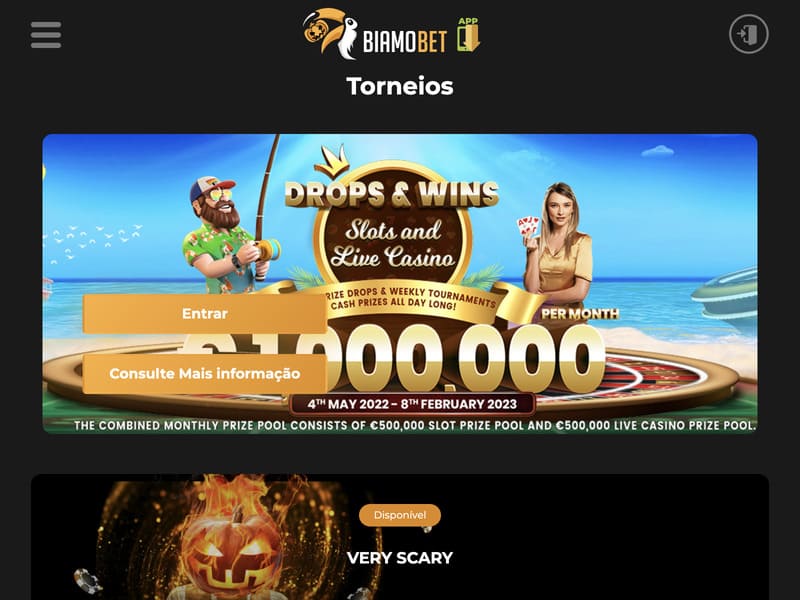 BIAMOBET
APP
Torneios
DROPS & WINS
Slots and
Live Casino
PRIZE DROPS & WEEKLY TOURNAMENTS
CASH PRIZES ALL DAY LONG!
Entrar
PER MONTH
€1,000,000
Consulte Mais informação
4TH MAY 2022 - 8TH FEBRUARY 2023
THE COMBINED MONTHLY PRIZE POOL CONSISTS OF €500,000 SLOT PRIZE POOL AND €500,000 LIVE CASINO PRIZE POOL.
Disponível
VERY SCARY